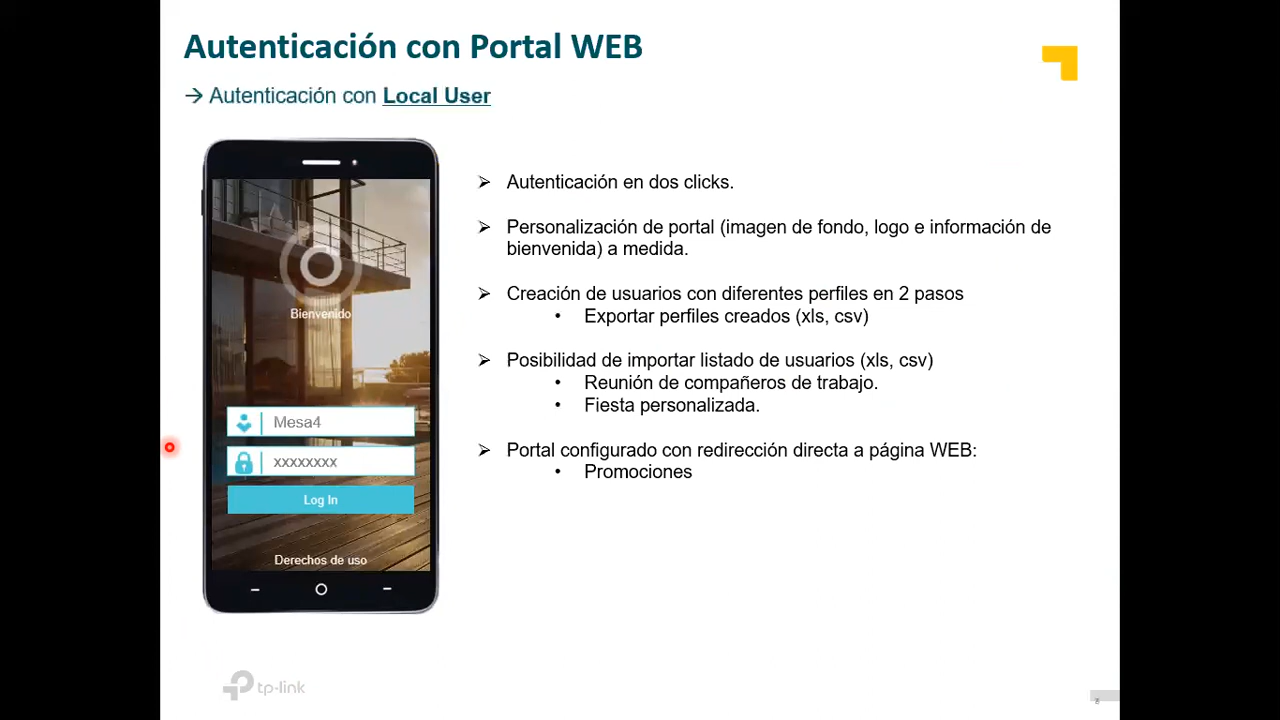 Autenticación con Portal WEB
→ Autenticación con Local User
Bienvenido
Mesa4
xxxxxxxx
Log In
Derechos de uso
➢ Autenticación en dos clicks.
➢ Personalización de portal (imagen de fondo, logo e información de
bienvenida) a medida.
➢ Creación de usuarios con diferentes perfiles en 2 pasos
• Exportar perfiles creados (xls, csv)
➢ Posibilidad de importar listado de usuarios (xls, csv)
• Reunión de compañeros de trabajo.
• Fiesta personalizada.
➢ Portal configurado con redirección directa a página WEB:
• Promociones
tp-link